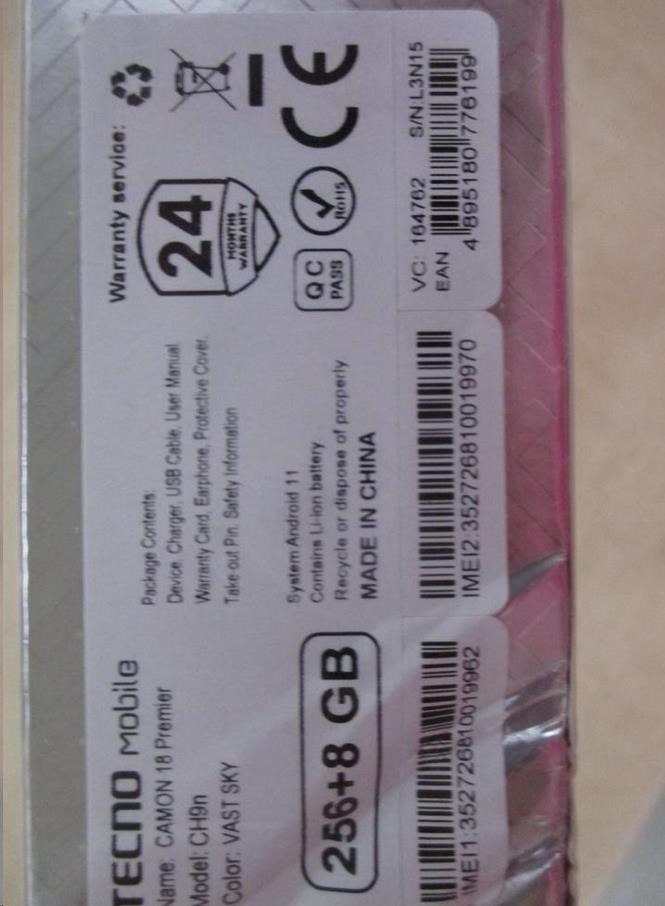 TECNO Mobile
Name: CAMON 18 Premier
Model: CH9n
Color: VAST SKY
256+8 GB
Package Contents:
Device, Charger, USB Cable, User Manual
Warranty Card, Earphone, Protective Cover,
Take-out Pin, Safety Information
System Android 11
Contains Li-ion battery
Recycle or dispose of properly
MADE IN CHINA
Warranty service:
24
MONTHS
WARRANTY
QC
PASS
RoHS
CE
IMEI1:352726810019962
IMEI2:352726810019970
VC: 164762 S/N:L3N15
EAN
4 895180 776199